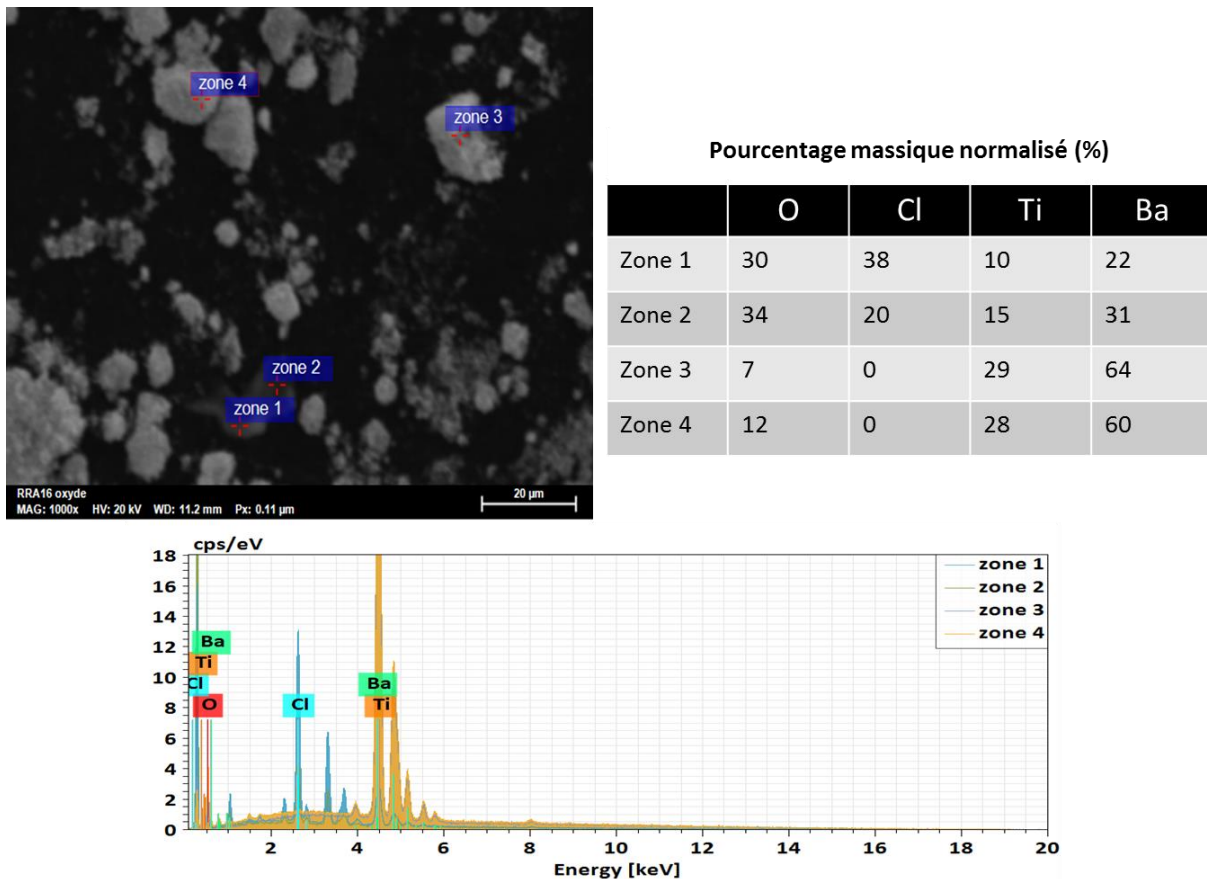 zone 4
zone 3
zone 2
zone 1
RRA16 oxyde
MAG: 1000x HV: 20 kV WD: 11.2 mm Px: 0.11 µm
20 µm
Pourcentage massique normalisé (%)
O Cl Ti Ba
Zone 1 30 38 10 22
Zone 2 34 20 15 31
Zone 3 7 0 29 64
Zone 4 12 0 28 60
cps/eV
18
16
14
12
10
8
6
4
2
0
Ba
Ti
Cl
O
Cl
Ba
Ti
zone 1
zone 2
zone 3
zone 4
2 4 6 8 10 12 14 16 18 20
Energy [keV]